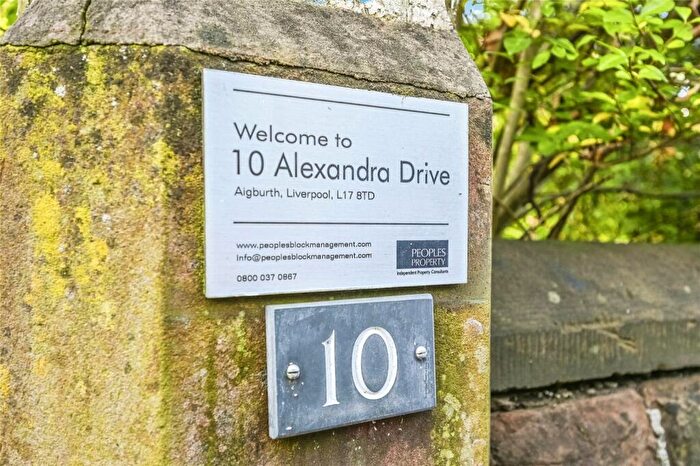 Welcome to
10 Alexandra Drive
Aigburth, Liverpool, L17 8TD
www.peoplesblockmanagement.com
info@peoplesblockmanagement.com
0800 037 0867
PEOPLES
PROPERTY
Independent Property Consultants
10